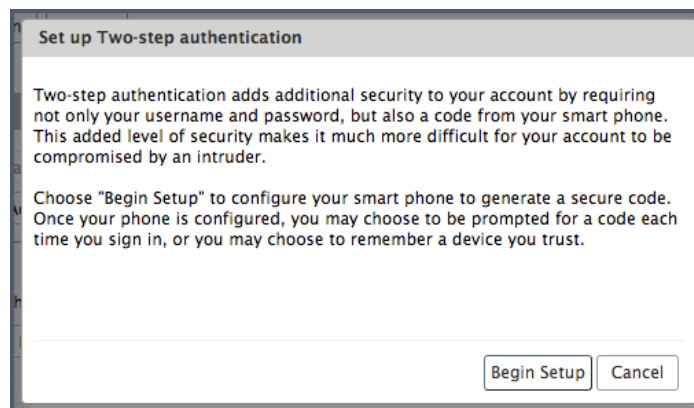 Set up Two-step authentication
Two-step authentication adds additional security to your account by requiring
not only your username and password, but also a code from your smart phone.
This added level of security makes it much more difficult for your account to be
compromised by an intruder.
Choose "Begin Setup" to configure your smart phone to generate a secure code.
Once your phone is configured, you may choose to be prompted for a code each
time you sign in, or you may choose to remember a device you trust.
Begin Setup Cancel